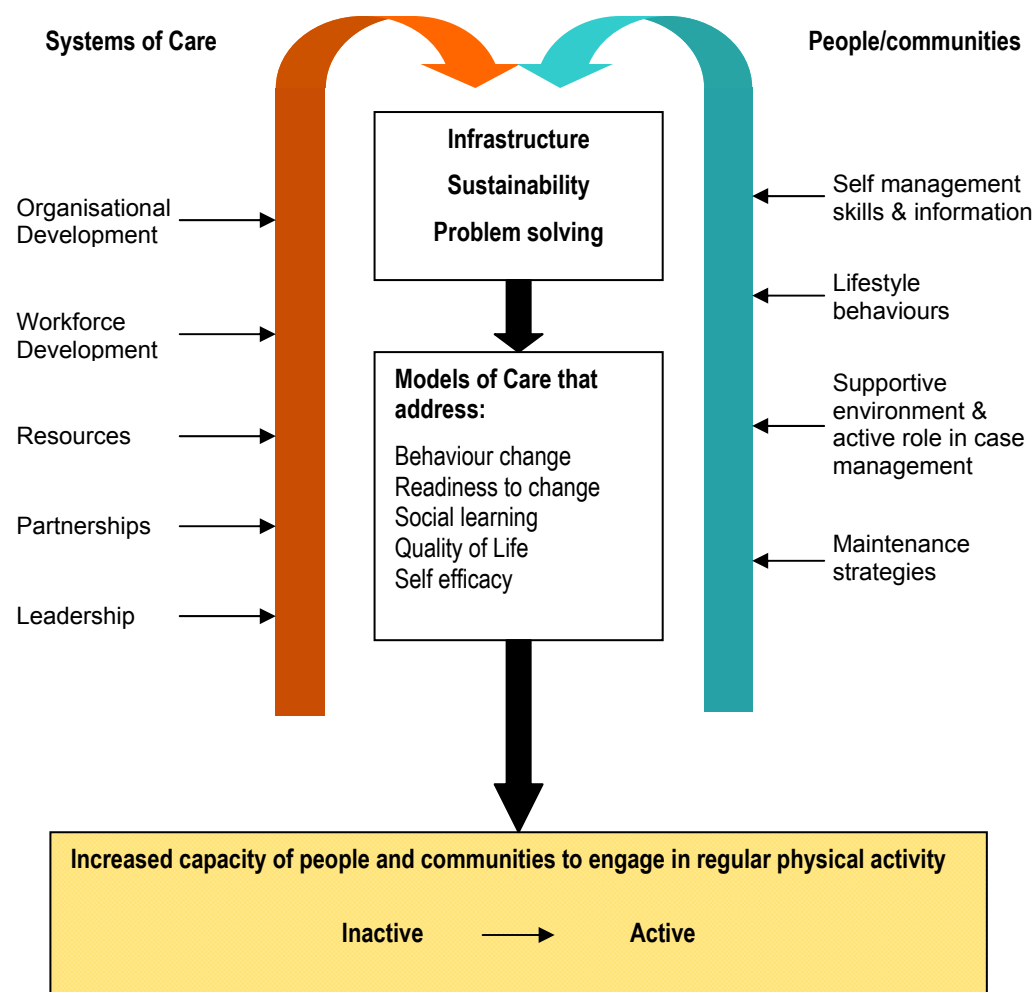 Systems of Care
People/communities
Infrastructure
Sustainability
Problem solving
Organisational
Development
Workforce
Development
Resources
Partnerships
Leadership
Models of Care that
address:
Behaviour change
Readiness to change
Social learning
Quality of Life
Self efficacy
Self management
skills & information
Lifestyle
behaviours
Supportive
environment &
active role in case
management
Maintenance
strategies
Increased capacity of people and communities to engage in regular physical activity
Inactive
Active